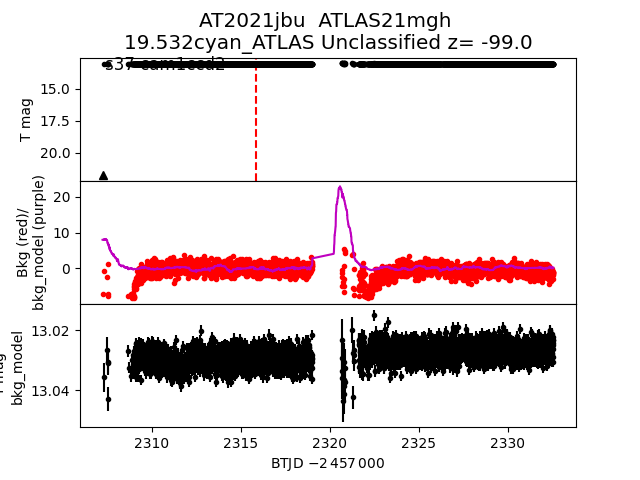 AT2021jbu ATLAS21mgh
19.532cyan_ATLAS Unclassified z= -99.0
s37
15.0
17.5
20.0
T mag
20
10
0
Bkg (red)/
bkg_model (purple)
13.02
13.04
bkg_model
2310
2315
2320
2325
2330
BTJD −2 457 000